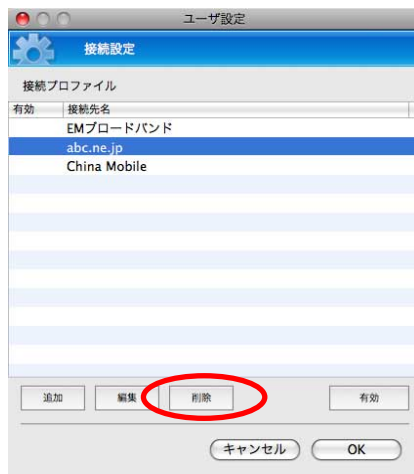 ユーザ設定
接続設定
接続プロファイル
有効 接続先名
EMブロードバンド
abc.ne.jp
China Mobile
追加 編集 削除 有効
キャンセル OK